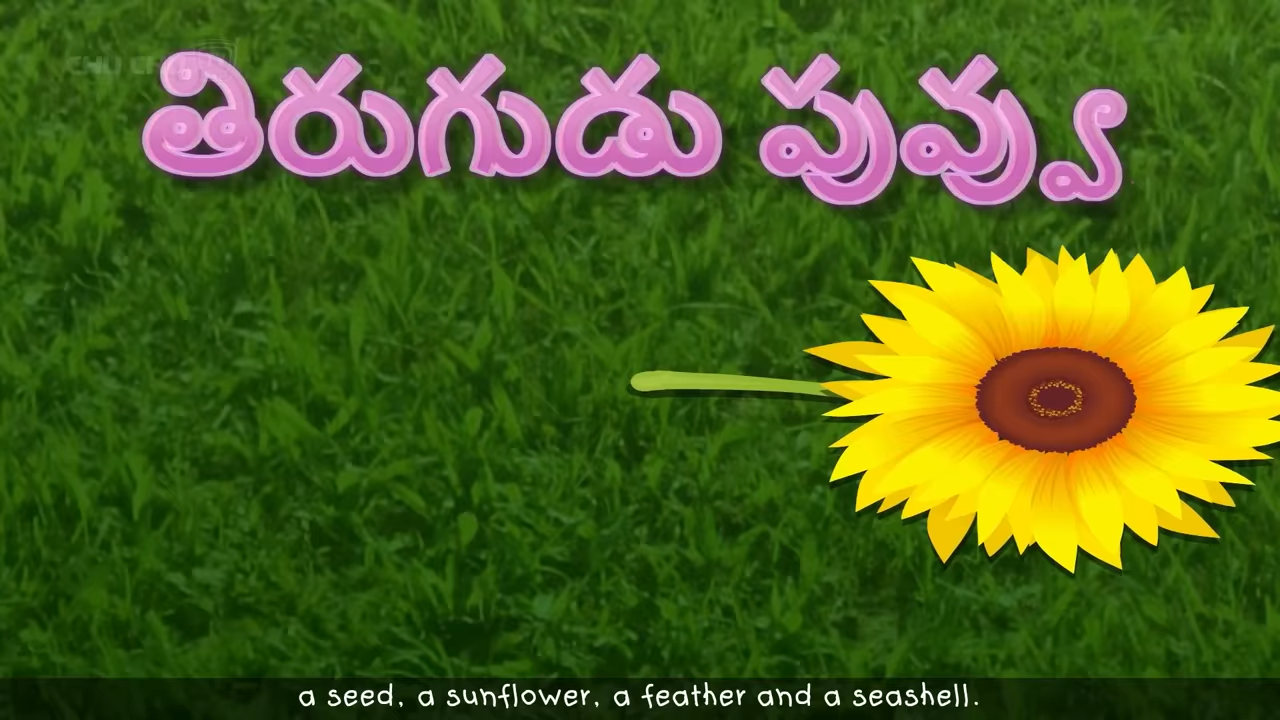 తిరుగుడు పువ్వు
a seed, a sunflower, a feather and a seashell.